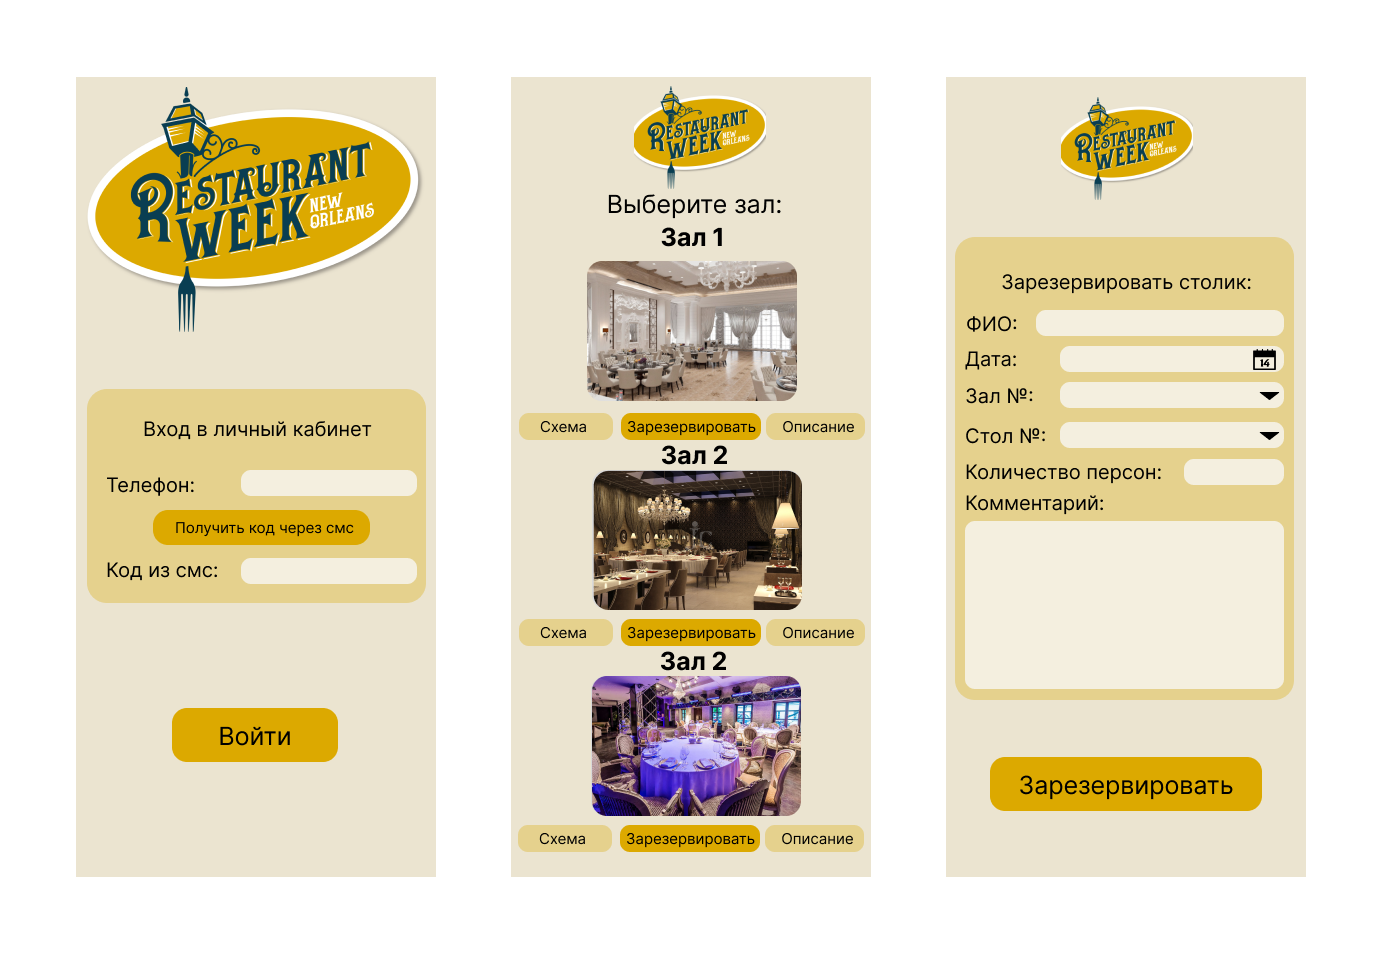 RESTAURANT
WEEK
NEW
ORLEANS
Вход в личный кабинет
Телефон:
Получить код через смс
Код из смс:
Войти
RESTAURANT
WEEK
NEW
ORLEANS
Выберите зал:
Зал 1
Схема Зарезервировать Описание
Зал 2
Схема Зарезервировать Описание
Зал 2
Схема Зарезервировать Описание
RESTAURANT
WEEK
NEW
ORLEANS
Зарезервировать столик:
ФИО:
Дата:
14
Зал №:
Стол №:
Количество персон:
Комментарий:
Зарезервировать